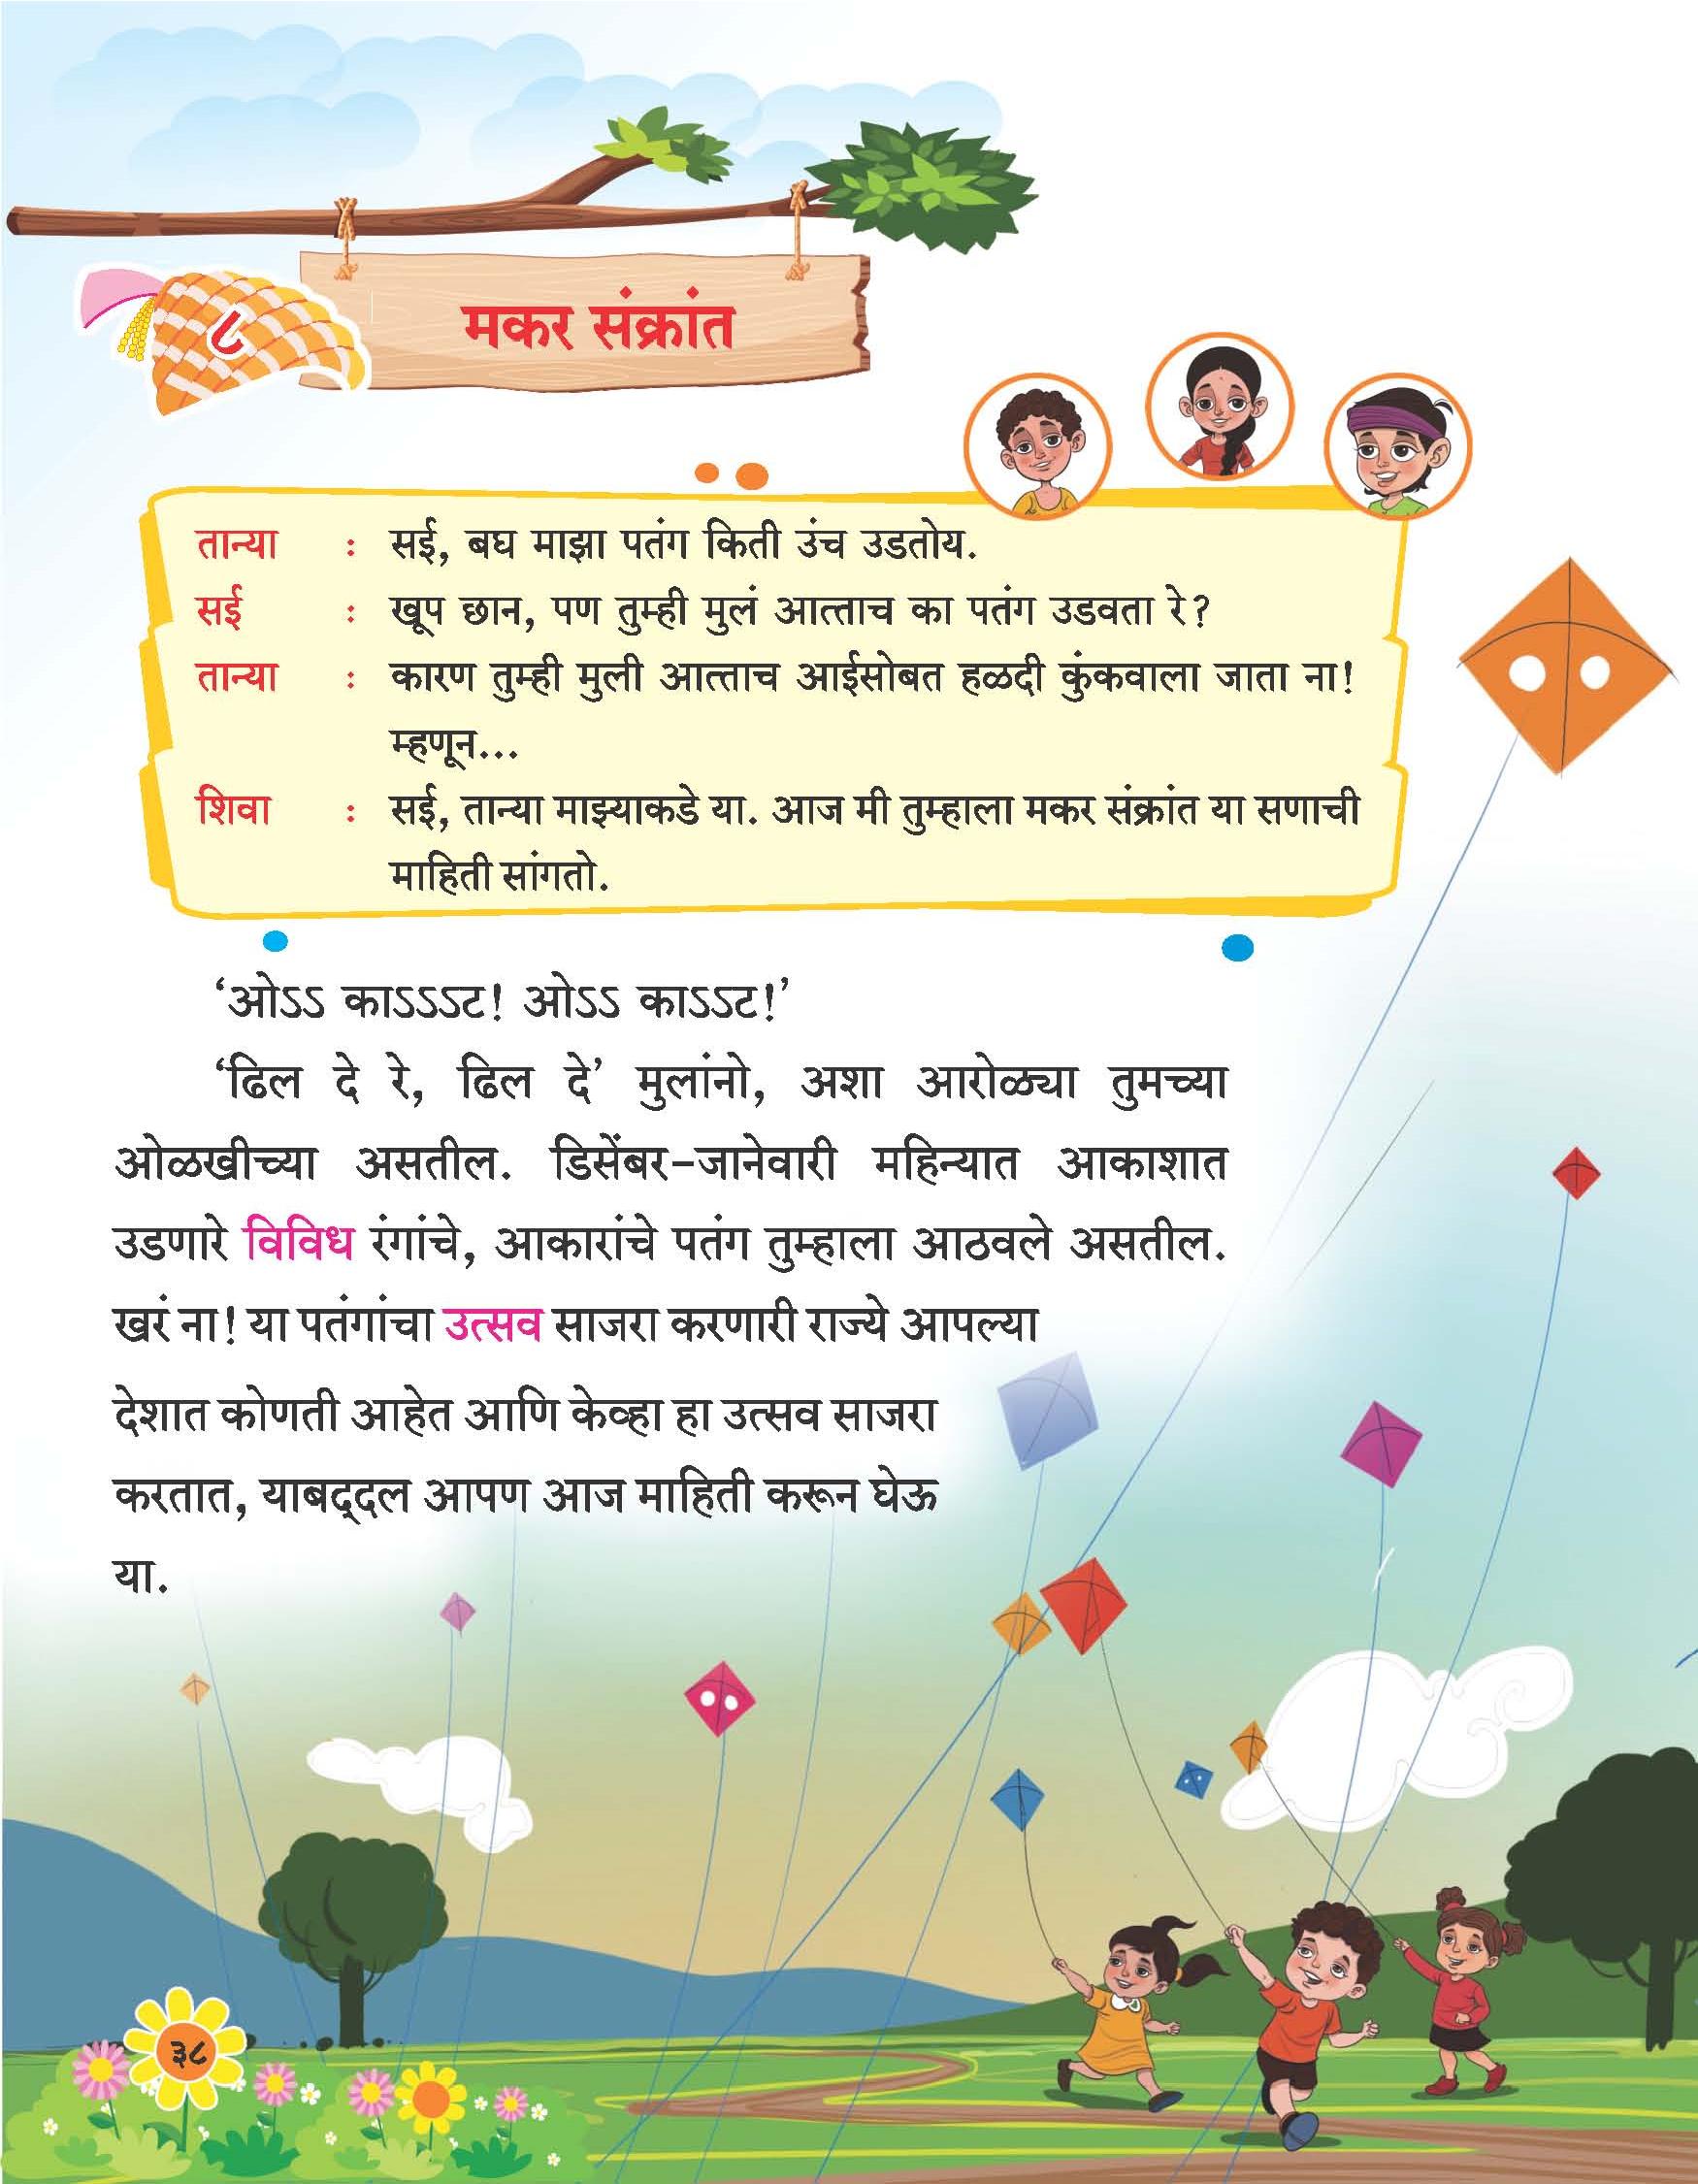 ८
मकर संक्रांत
तान्या : सई, बघ माझा पतंग किती उंच उडतोय.
सई : खूप छान, पण तुम्ही मुलं आत्ताच का पतंग उडवता रे?
तान्या : कारण तुम्ही मुली आत्ताच आईसोबत हळदी कुंकवाला जाता ना!
म्हणून...
शिवा : सई, तान्या माझ्याकडे या. आज मी तुम्हाला मकर संक्रांत या सणाची
माहिती सांगतो.
‘ओऽऽ काऽऽऽट! ओऽऽ काऽऽट!’
‘ढिल दे रे, ढिल दे’ मुलांनो, अशा आरोळ्या तुमच्या
ओळखीच्या असतील. डिसेंबर-जानेवारी महिन्यात आकाशात
उडणारे विविध रंगांचे, आकारांचे पतंग तुम्हाला आठवले असतील.
खरं ना! या पतंगांचा उत्सव साजरा करणारी राज्ये आपल्या
देशात कोणती आहेत आणि केव्हा हा उत्सव साजरा
करतात, याबद्‌दल आपण आज माहिती करून घेऊ
या.
३८